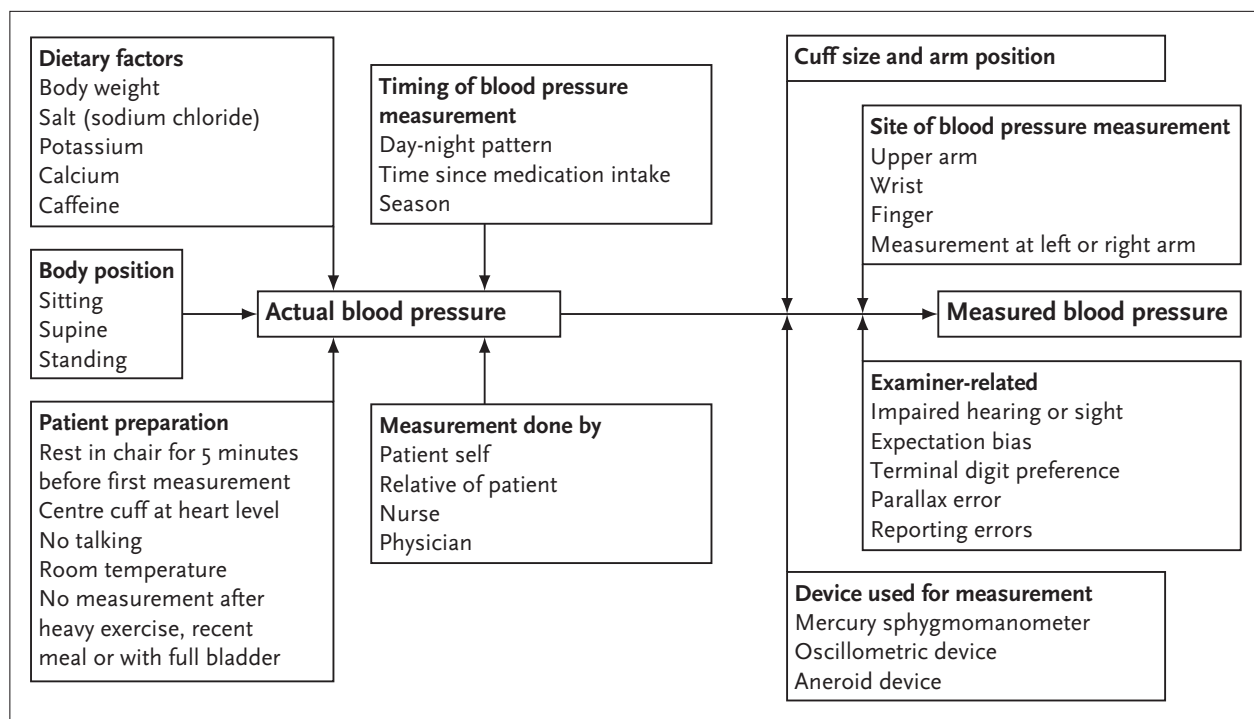 Dietary factors
Body weight
Salt (sodium chloride)
Potassium
Calcium
Caffeine
Timing of blood pressure
measurement
Day-night pattern
Time since medication intake
Season
Cuff size and arm position
Site of blood pressure measurement
Upper arm
Wrist
Finger
Measurement at left or right arm
Body position
Sitting
Supine
Standing
Actual blood pressure
Measured blood pressure
Patient preparation
Rest in chair for 5 minutes
before first measurement
Centre cuff at heart level
No talking
Room temperature
No measurement after
heavy exercise, recent
meal or with full bladder
Measurement done by
Patient self
Relative of patient
Nurse
Physician
Examiner-related
Impaired hearing or sight
Expectation bias
Terminal digit preference
Parallax error
Reporting errors
Device used for measurement
Mercury sphygmomanometer
Oscillometric device
Aneroid device